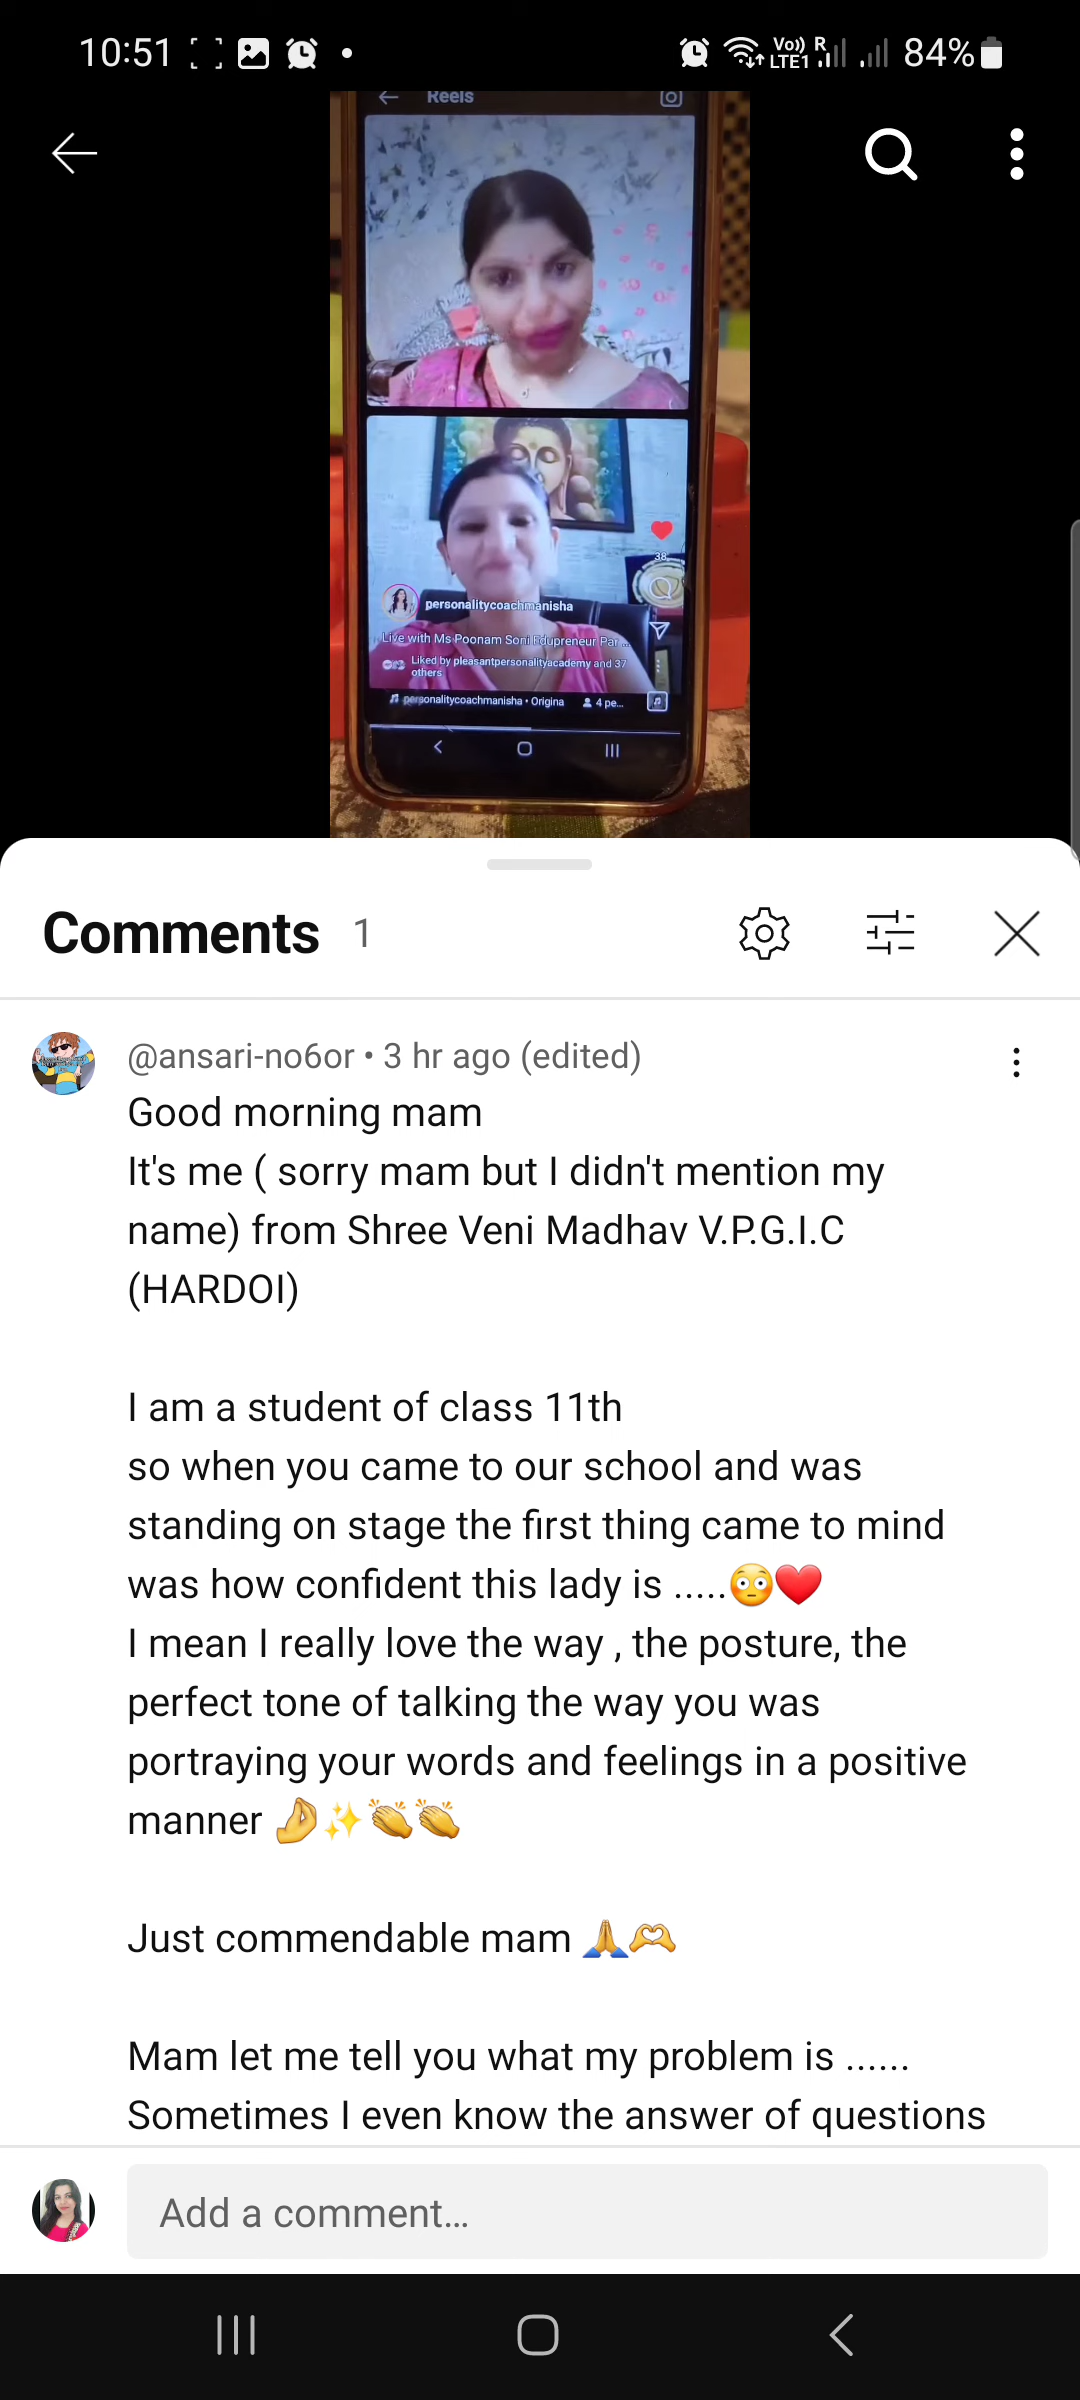 10:51
Vo)) R
LTE1
84%
Reels
38
personalitycoachmanisha
Live with Ms Poonam Soni Edupreneur Par ...
Liked by pleasantpersonalityacademy and 37
others
personalitycoachmanisha • Origina
4 pe...
Comments 1
@ansari-no6or • 3 hr ago (edited)
Good morning mam
It's me ( sorry mam but I didn't mention my
name) from Shree Veni Madhav V.P.G.I.C
(HARDOI)
I am a student of class 11th
so when you came to our school and was
standing on stage the first thing came to mind
was how confident this lady is .....😳❤️
I mean I really love the way , the posture, the
perfect tone of talking the way you was
portraying your words and feelings in a positive
manner 🤌✨👏👏
Just commendable mam 🙏🫶
Mam let me tell you what my problem is ......
Sometimes I even know the answer of questions
Add a comment...